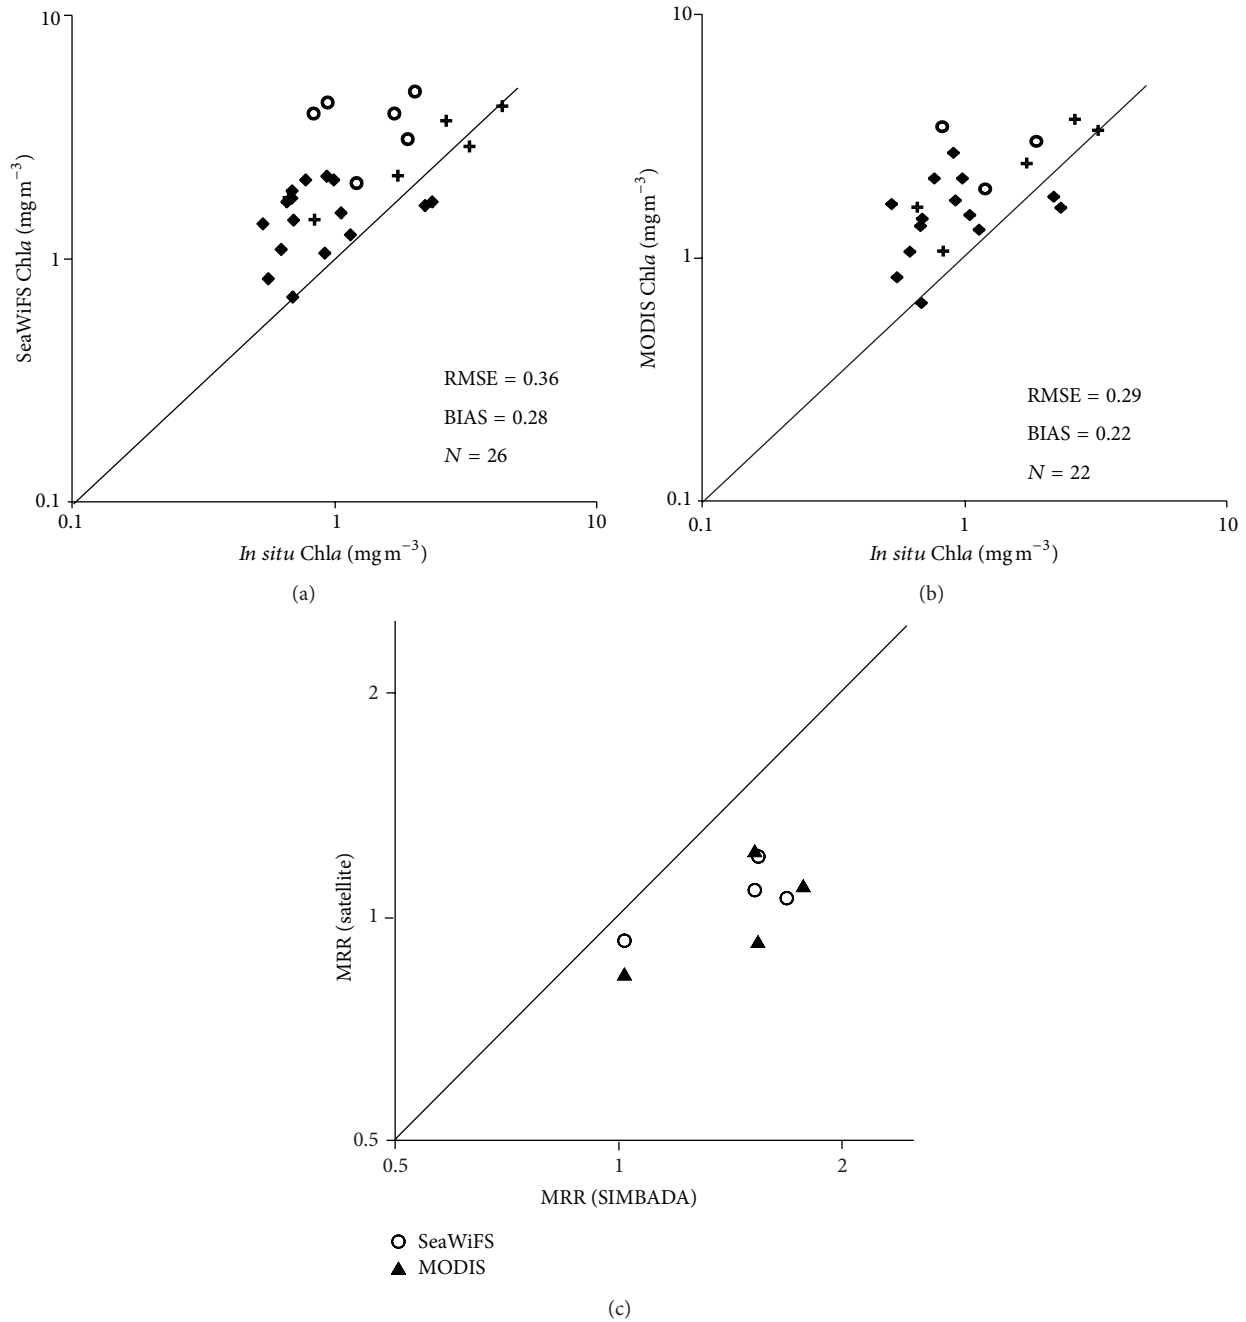 10
1
0.1
0.1
1
10
SeaWiFS Chla (mg m−3)
In situ Chla (mg m−3)
RMSE = 0.36
BIAS = 0.28
N = 26
(a)
10
1
0.1
0.1
1
10
MODIS Chla (mg m−3)
In situ Chla (mg m−3)
RMSE = 0.29
BIAS = 0.22
N = 22
(b)
2
1
0.5
0.5
1
2
MRR (satellite)
MRR (SIMBADA)
SeaWiFS
MODIS
(c)